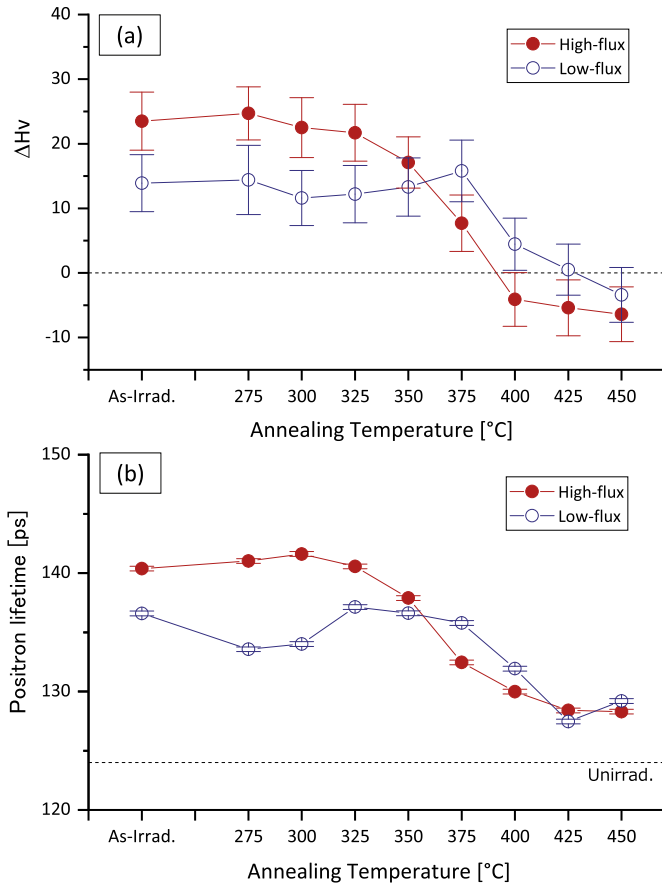 (a)
High-flux
Low-flux
40
30
20
10
0
-10
ΔHv
As-Irrad. 275 300 325 350 375 400 425 450
Annealing Temperature [°C]
(b)
High-flux
Low-flux
150
140
130
120
Positron lifetime [ps]
Unirrad.
As-Irrad. 275 300 325 350 375 400 425 450
Annealing Temperature [°C]